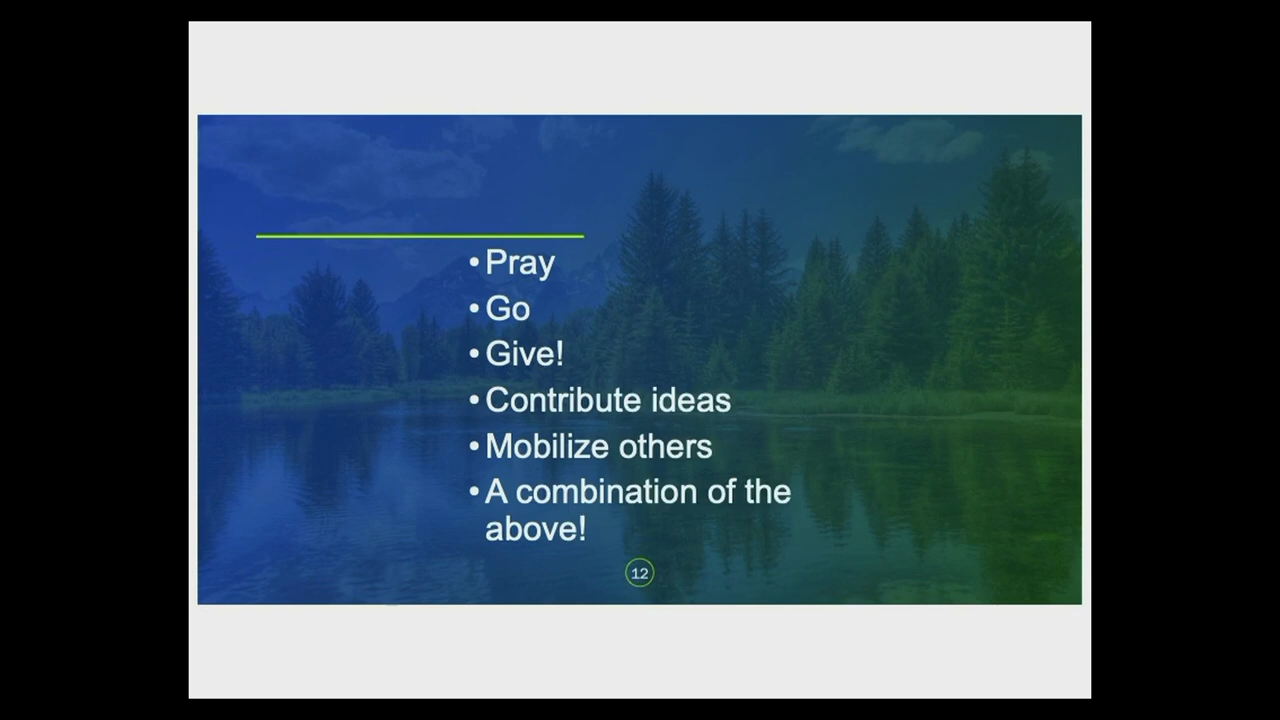 • Pray
• Go
• Give!
• Contribute ideas
• Mobilize others
• A combination of the
above!
12